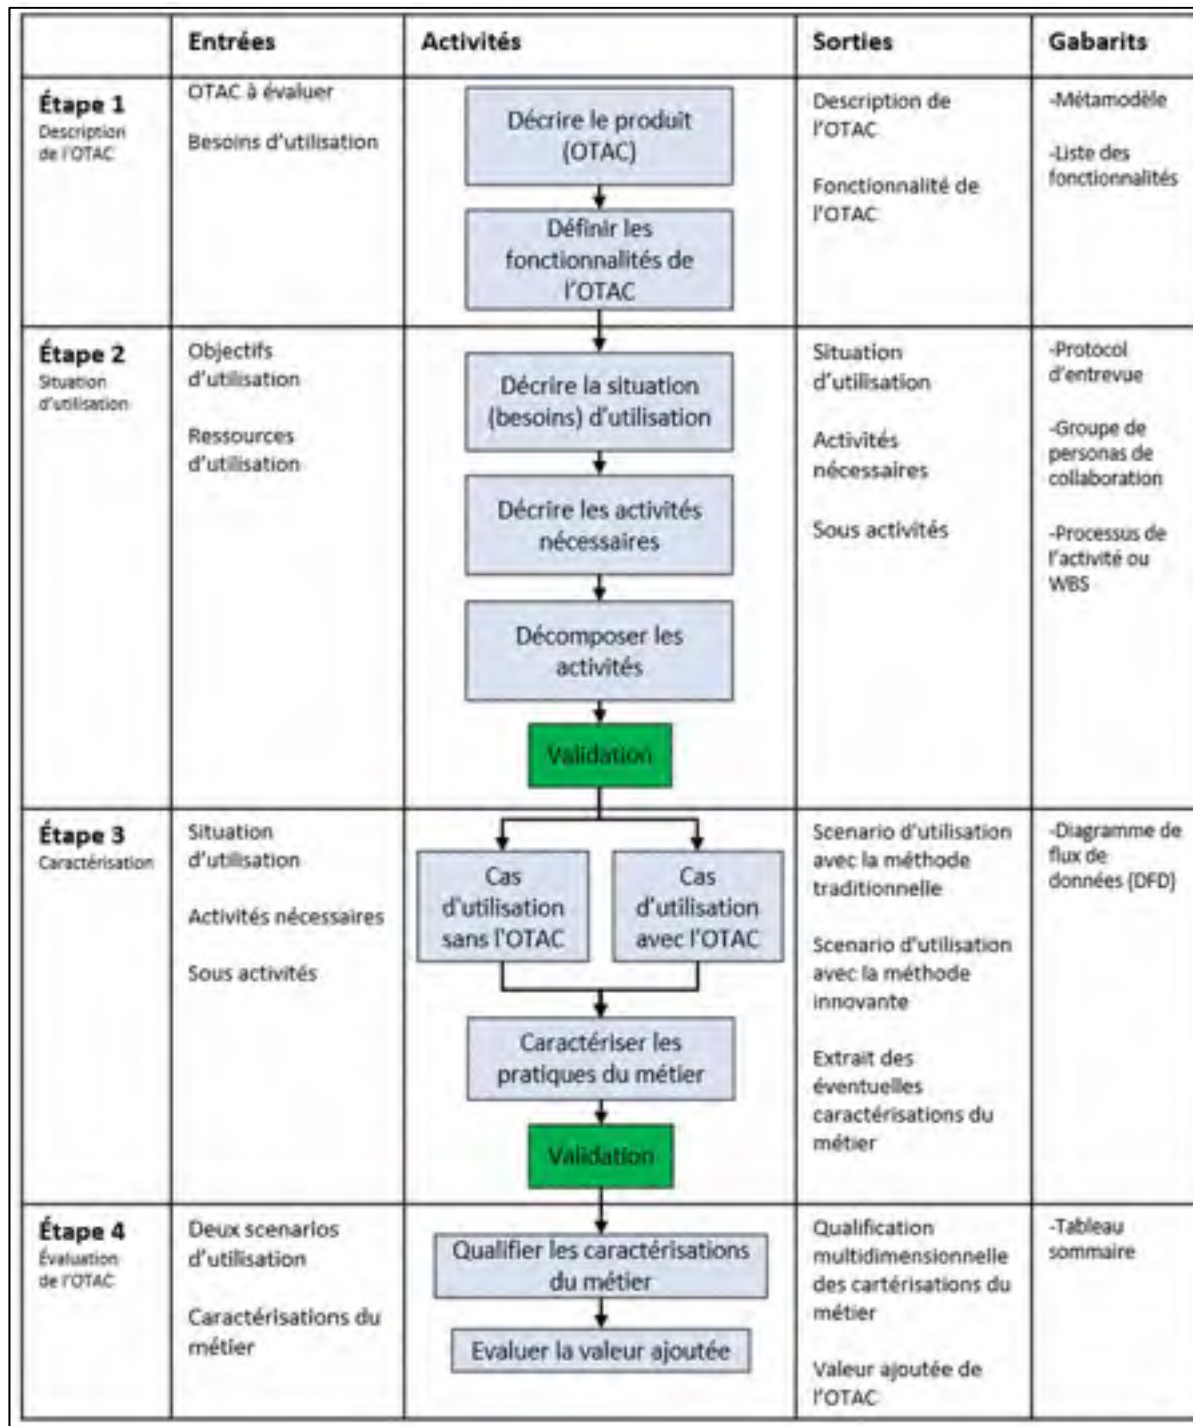 Entrées
Activités
Sorties
Gabarits
Étape 1
Description
de l'OTAC
OTAC à évaluer
Besoins d'utilisation
Décrire le produit
(OTAC)
Définir les
fonctionnalités de
l'OTAC
Description de
l'OTAC
Fonctionnalité de
l'OTAC
-Métamodèle
-Liste des
fonctionnalités
Étape 2
Situation
d'utilisation
Objectifs
d'utilisation
Ressources
d'utilisation
Décrire la situation
(besoins) d'utilisation
Décrire les activités
nécessaires
Décomposer les
activités
Validation
Situation
d'utilisation
Activités
nécessaires
Sous activités
-Protocol
d'entrevue
-Groupe de
personas de
collaboration
-Processus de
l'activité ou
WBS
Étape 3
Caractérisation
Situation
d'utilisation
Activités nécessaires
Sous activités
Cas
d'utilisation
sans l'OTAC
Cas
d'utilisation
avec l'OTAC
Caractériser les
pratiques du métier
Validation
Scenario d'utilisation
avec la méthode
traditionnelle
Scenario d'utilisation
avec la méthode
innovante
Extrait des
éventuelles
caractérisations du
métier
-Diagramme de
flux de
données (DFD)
Étape 4
Évaluation
de l'OTAC
Deux scenarios
d'utilisation
Caractérisations du
métier
Qualifier les caractérisations
du métier
Evaluer la valeur ajoutée
Qualification
multidimensionnelle
des cartérisations du
métier
Valeur ajoutée de
l'OTAC
-Tableau
sommaire